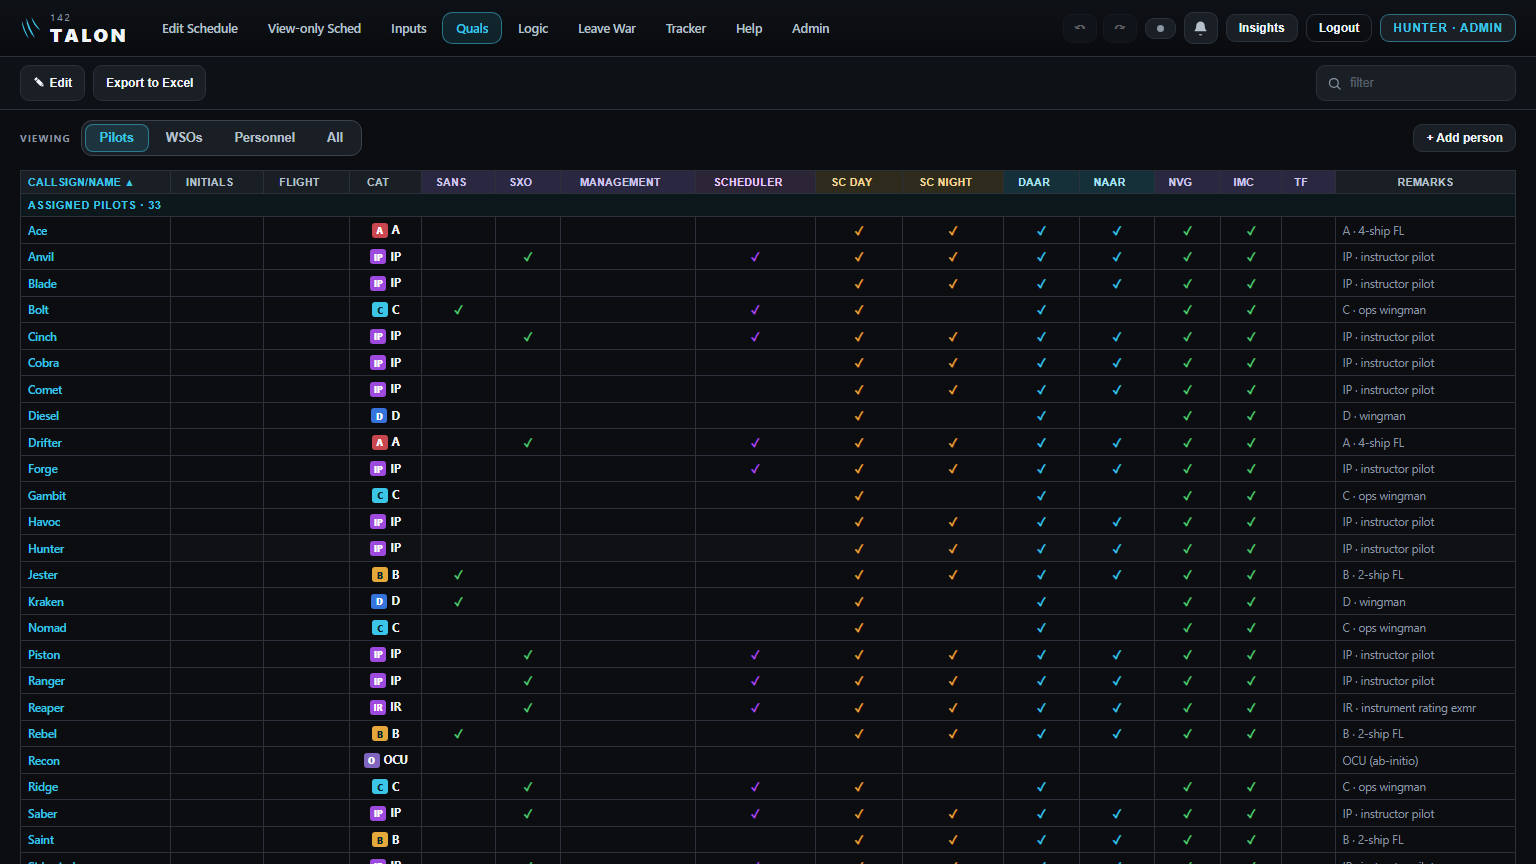 142
TALON
Edit Schedule View-only Sched Inputs Quals Logic Leave War Tracker Help Admin
Insights Logout HUNTER · ADMIN
✎ Edit Export to Excel
filter
VIEWING Pilots WSOs Personnel All
+ Add person
CALLSIGN/NAME ▲ INITIALS FLIGHT CAT SANS SXO MANAGEMENT SCHEDULER SC DAY SC NIGHT DAAR NAAR NVG IMC TF REMARKS
ASSIGNED PILOTS · 33
Ace A A ✓ ✓ ✓ ✓ ✓ ✓ A · 4-ship FL
Anvil IP IP ✓ ✓ ✓ ✓ ✓ ✓ ✓ ✓ IP · instructor pilot
Blade IP IP ✓ ✓ ✓ ✓ ✓ ✓ IP · instructor pilot
Bolt C C ✓ ✓ ✓ ✓ ✓ ✓ C · ops wingman
Cinch IP IP ✓ ✓ ✓ ✓ ✓ ✓ ✓ ✓ IP · instructor pilot
Cobra IP IP ✓ ✓ ✓ ✓ ✓ ✓ IP · instructor pilot
Comet IP IP ✓ ✓ ✓ ✓ ✓ ✓ IP · instructor pilot
Diesel D D ✓ ✓ ✓ ✓ D · wingman
Drifter A A ✓ ✓ ✓ ✓ ✓ ✓ ✓ ✓ A · 4-ship FL
Forge IP IP ✓ ✓ ✓ ✓ ✓ ✓ ✓ IP · instructor pilot
Gambit C C ✓ ✓ ✓ ✓ C · ops wingman
Havoc IP IP ✓ ✓ ✓ ✓ ✓ ✓ IP · instructor pilot
Hunter IP IP ✓ ✓ ✓ ✓ ✓ ✓ IP · instructor pilot
Jester B B ✓ ✓ ✓ ✓ ✓ ✓ ✓ B · 2-ship FL
Kraken D D ✓ ✓ ✓ ✓ ✓ D · wingman
Nomad C C ✓ ✓ ✓ ✓ C · ops wingman
Piston IP IP ✓ ✓ ✓ ✓ ✓ ✓ ✓ ✓ IP · instructor pilot
Ranger IP IP ✓ ✓ ✓ ✓ ✓ ✓ ✓ ✓ IP · instructor pilot
Reaper IR IR ✓ ✓ ✓ ✓ ✓ ✓ ✓ ✓ IR · instrument rating exmr
Rebel B B ✓ ✓ ✓ ✓ ✓ ✓ ✓ B · 2-ship FL
Recon O OCU OCU (ab-initio)
Ridge C C ✓ ✓ ✓ ✓ ✓ ✓ C · ops wingman
Saber IP IP ✓ ✓ ✓ ✓ ✓ ✓ ✓ ✓ IP · instructor pilot
Saint B B ✓ ✓ ✓ ✓ ✓ ✓ B · 2-ship FL